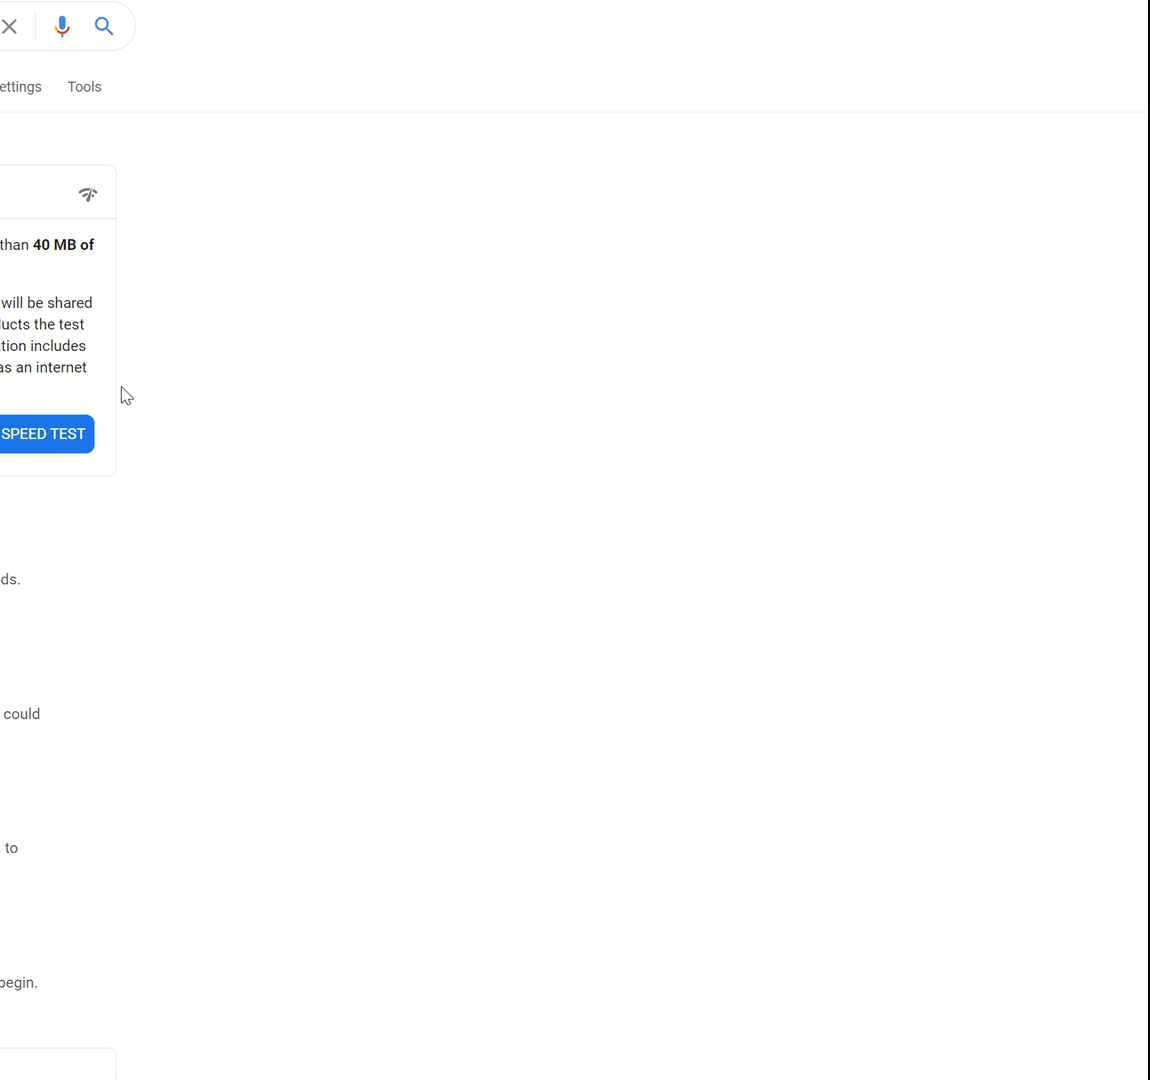 ettings Tools
than 40 MB of
will be shared
ucts the test
tion includes
as an internet
SPEED TEST
ds.
could
to
begin.